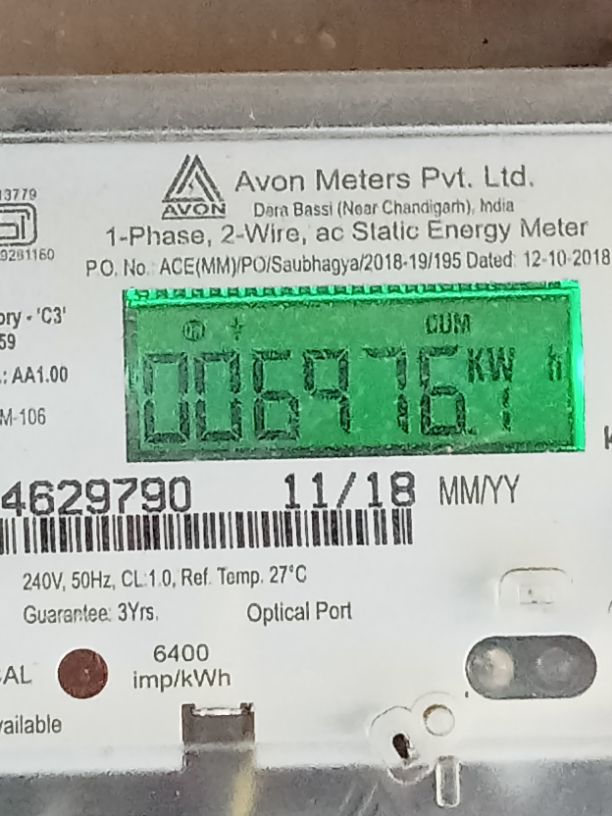 Avon Meters Pvt. Ltd.
AVON
Dera Bassi (Near Chandigarh), India
1-Phase, 2-Wire, ac Static Energy Meter
P.O. No.: ACE(MM)/PO/Saubhagya/2018-19/195 Dated: 12-10-2018
13779
9261160
ory - 'C3'
59
.: AA1.00
M-106
CUM
006976.1 KW h
4629790 11/18 MM/YY
240V, 50Hz, CL:1.0, Ref. Temp. 27°C
Guarantee: 3Yrs.
Optical Port
CAL
6400
imp/kWh
vailable